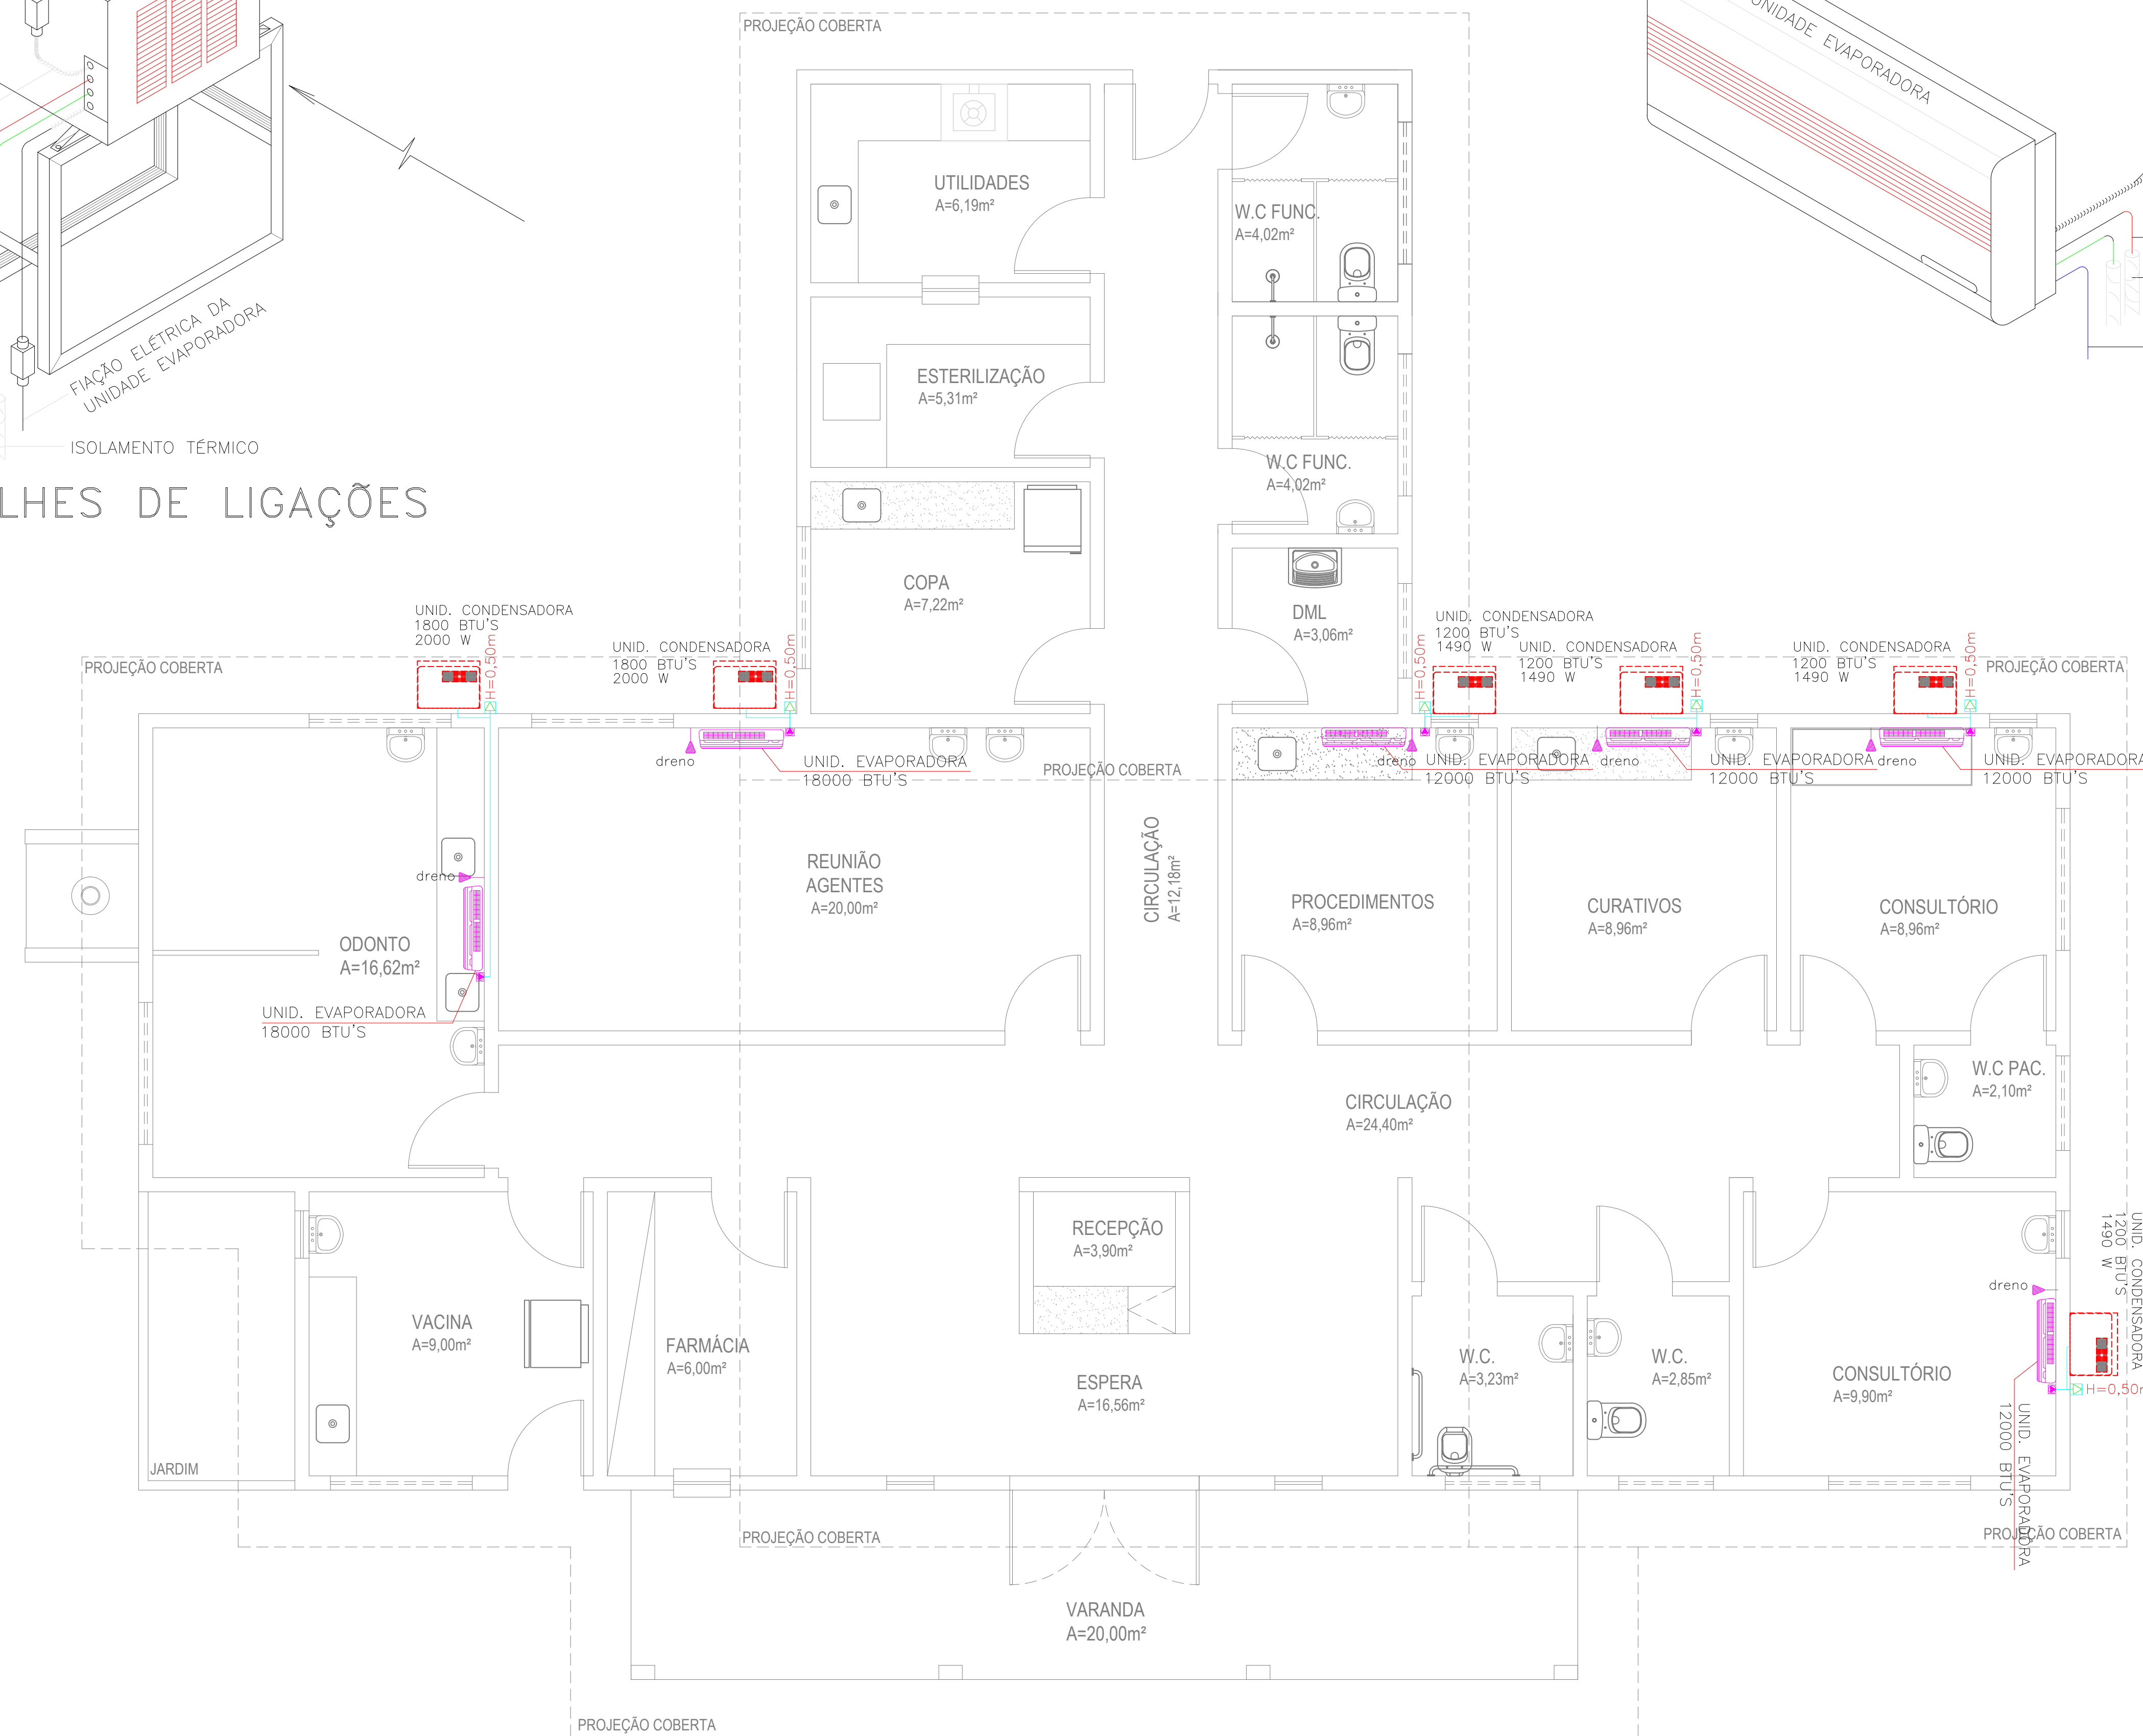 PROJEÇÃO COBERTA
UNIDADE EVAPORADORA
FIAÇÃO ELÉTRICA DA
UNIDADE EVAPORADORA
ISOLAMENTO TÉRMICO
LHES DE LIGAÇÕES
UTILIDADES
A=6,19m²
W.C FUNC.
A=4,02m²
ESTERILIZAÇÃO
A=5,31m²
W.C FUNC.
A=4,02m²
COPA
A=7,22m²
DML
A=3,06m²
UNID. CONDENSADORA
1800 BTU'S
2000 W
H=0,50m
UNID. CONDENSADORA
1800 BTU'S
2000 W
H=0,50m
H=0,50m
UNID. CONDENSADORA
1200 BTU'S
1490 W
UNID. CONDENSADORA
1200 BTU'S
1490 W
H=0,50m
UNID. CONDENSADORA
1200 BTU'S
1490 W
H=0,50m
PROJEÇÃO COBERTA
PROJEÇÃO COBERTA
dreno
UNID. EVAPORADORA
18000 BTU'S
PROJEÇÃO COBERTA
dreno
UNID. EVAPORADORA
12000 BTU'S
dreno
UNID. EVAPORADORA
12000 BTU'S
dreno
UNID. EVAPORADORA
12000 BTU'S
dreno
ODONTO
A=16,62m²
UNID. EVAPORADORA
18000 BTU'S
REUNIÃO
AGENTES
A=20,00m²
CIRCULAÇÃO
A=12,18m²
PROCEDIMENTOS
A=8,96m²
CURATIVOS
A=8,96m²
CONSULTÓRIO
A=8,96m²
W.C PAC.
A=2,10m²
CIRCULAÇÃO
A=24,40m²
RECEPÇÃO
A=3,90m²
VACINA
A=9,00m²
FARMÁCIA
A=6,00m²
ESPERA
A=16,56m²
W.C.
A=3,23m²
W.C.
A=2,85m²
CONSULTÓRIO
A=9,90m²
dreno
UNID. CONDENSADORA
1200 BTU'S
1490 W
H=0,50m
UNID. EVAPORADORA
12000 BTU'S
JARDIM
PROJEÇÃO COBERTA
PROJEÇÃO COBERTA
VARANDA
A=20,00m²
PROJEÇÃO COBERTA